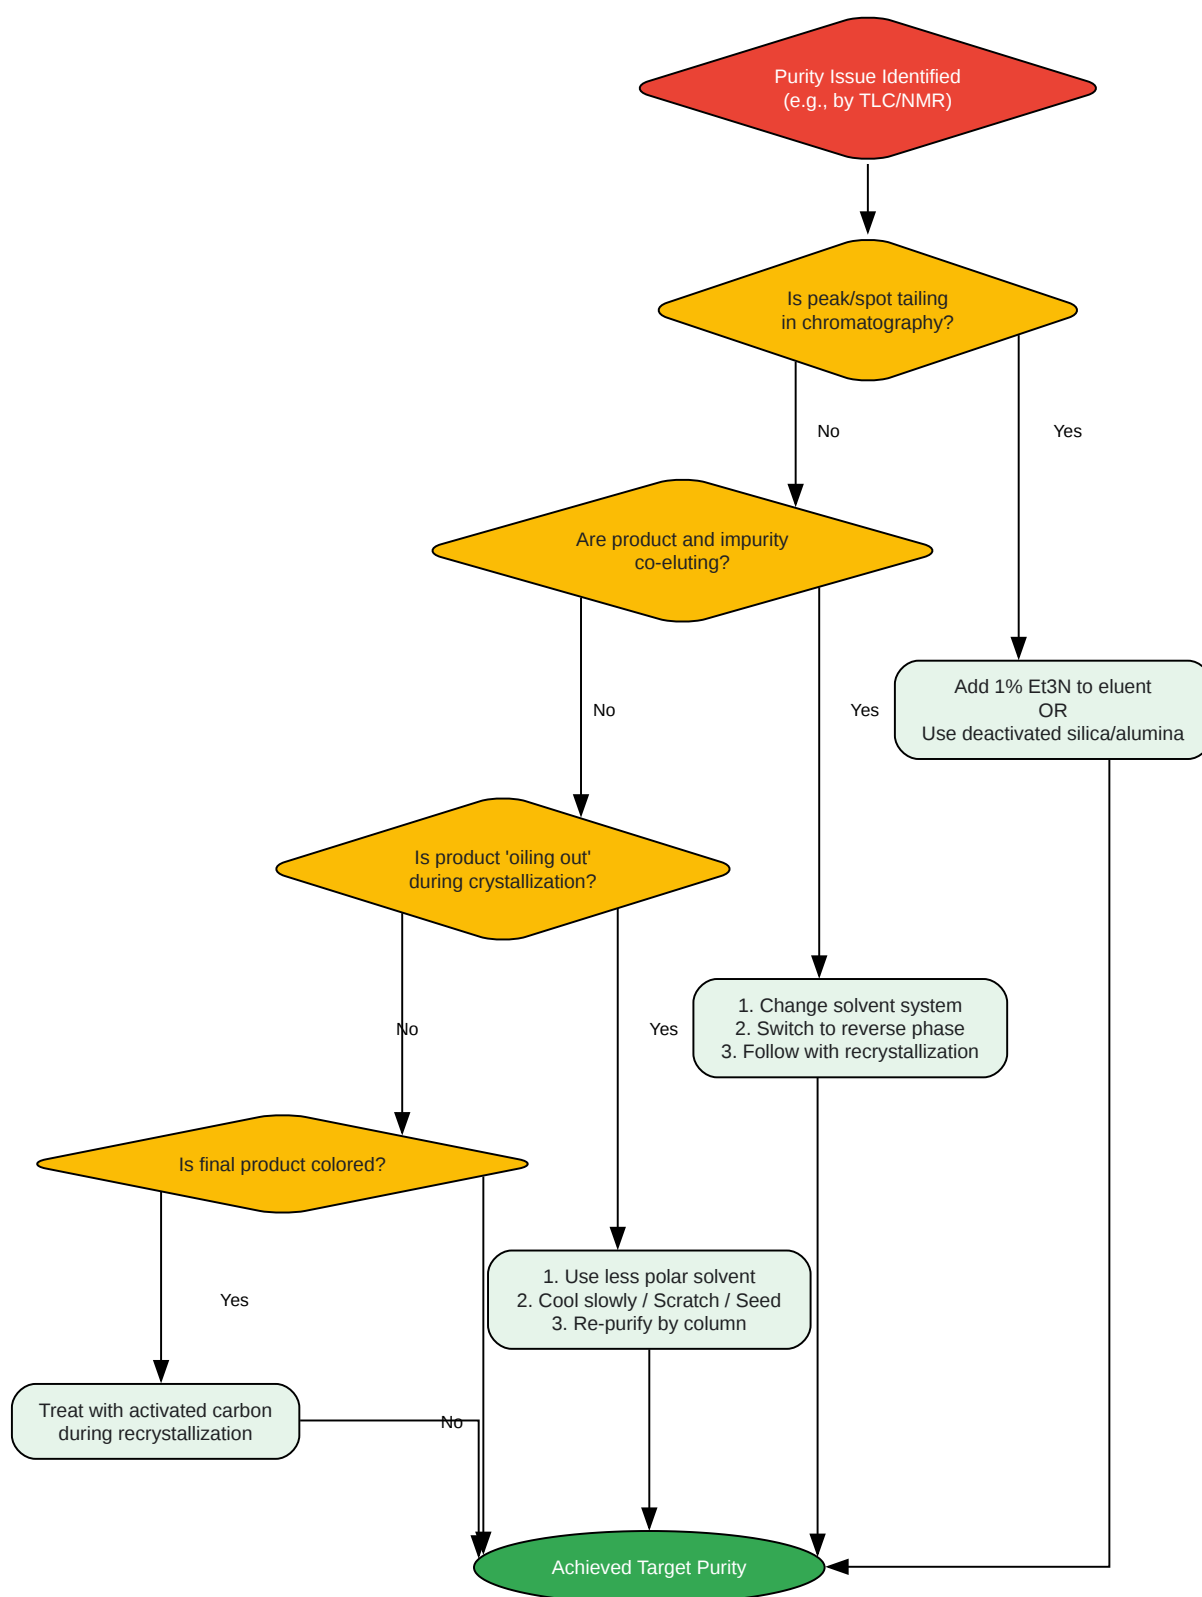 Purity Issue Identified
(e.g., by TLC/NMR)
Is peak/spot tailing
in chromatography?
No
Yes
Are product and impurity
co-eluting?
No
Yes
Add 1% Et3N to eluent
OR
Use deactivated silica/alumina
Is product 'oiling out'
during crystallization?
No
Yes
1. Change solvent system
2. Switch to reverse phase
3. Follow with recrystallization
Is final product colored?
Yes
1. Use less polar solvent
2. Cool slowly / Scratch / Seed
3. Re-purify by column
Treat with activated carbon
during recrystallization
No
Achieved Target Purity